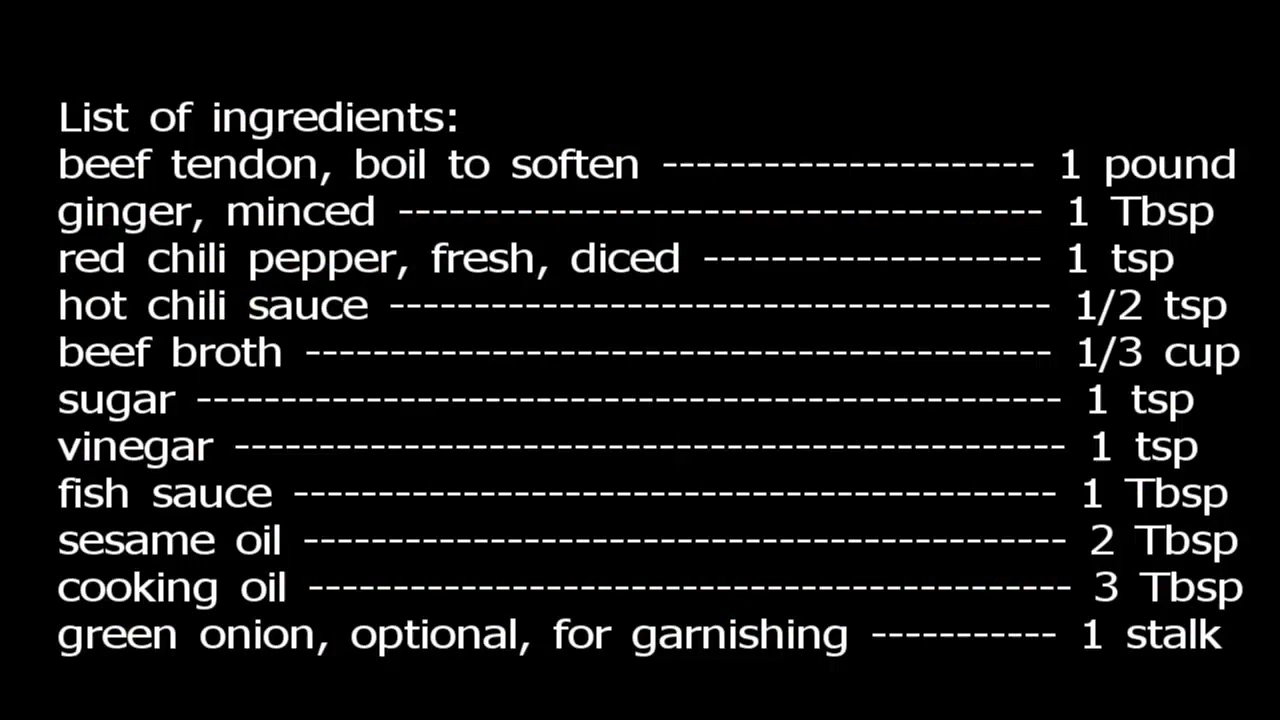 List of ingredients:
beef tendon, boil to soften ---------------------- 1 pound
ginger, minced -------------------------------------- 1 Tbsp
red chili pepper, fresh, diced -------------------- 1 tsp
hot chili sauce --------------------------------------- 1/2 tsp
beef broth -------------------------------------------- 1/3 cup
sugar --------------------------------------------------- 1 tsp
vinegar ------------------------------------------------- 1 tsp
fish sauce --------------------------------------------- 1 Tbsp
sesame oil --------------------------------------------- 2 Tbsp
cooking oil --------------------------------------------- 3 Tbsp
green onion, optional, for garnishing ----------- 1 stalk